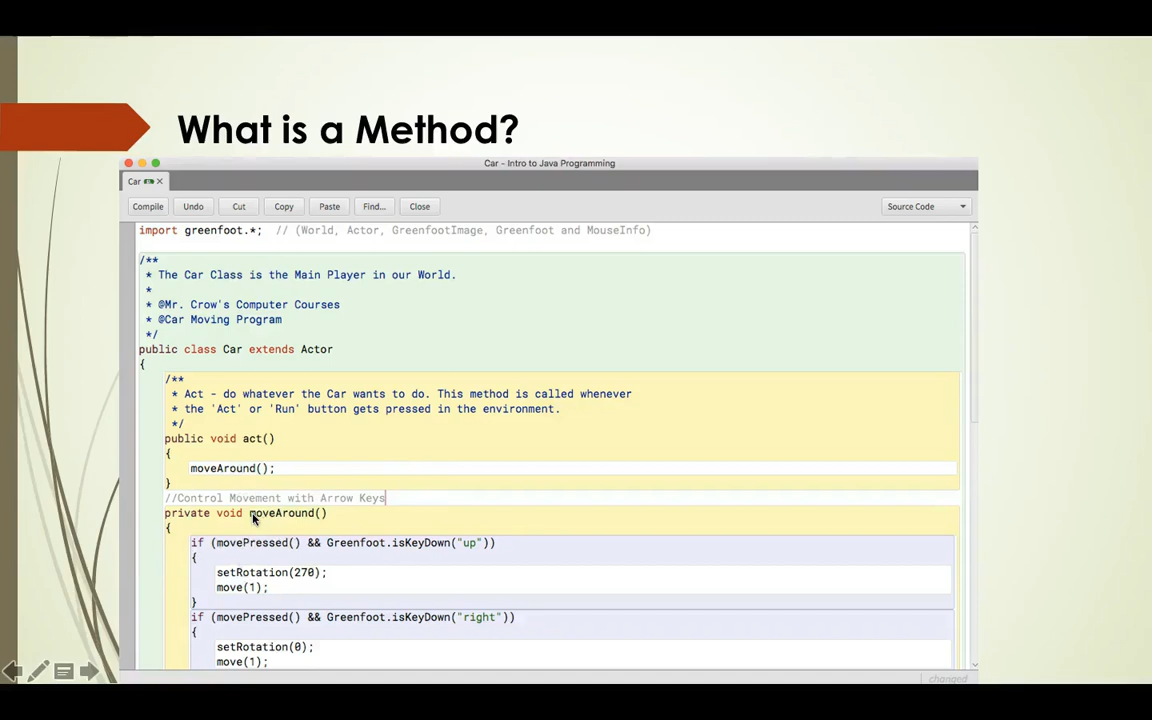 What is a Method?
Car - Intro to Java Programming
Car
Compile Undo Cut Copy Paste Find... Close Source Code
import greenfoot.*;  // (World, Actor, GreenfootImage, Greenfoot and MouseInfo)
/**
 * The Car Class is the Main Player in our World.
 *
 * @Mr. Crow's Computer Courses
 * @Car Moving Program
 */
public class Car extends Actor
{
/**
 * Act - do whatever the Car wants to do. This method is called whenever
 * the 'Act' or 'Run' button gets pressed in the environment.
 */
public void act()
{
moveAround();
}
//Control Movement with Arrow Keys
private void moveAround()
{
if (movePressed() && Greenfoot.isKeyDown("up"))
{
setRotation(270);
move(1);
}
if (movePressed() && Greenfoot.isKeyDown("right"))
{
setRotation(0);
move(1);
changed